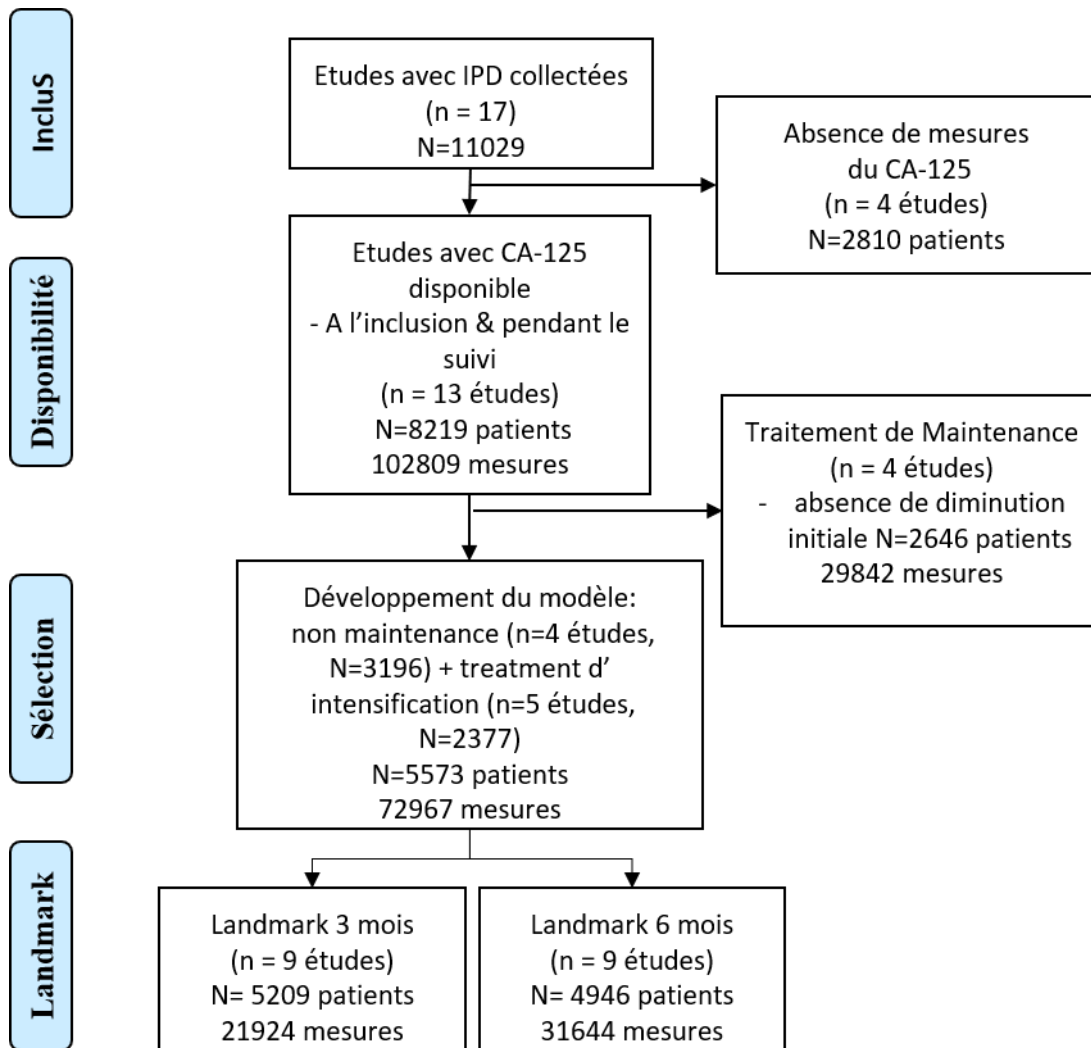 InclusS
Etudes avec IPD collectées
(n = 17)
N=11029
Absence de mesures
du CA-125
(n = 4 études)
N=2810 patients
Disponibilité
Etudes avec CA-125
disponible
- A l'inclusion & pendant le
suivi
(n = 13 études)
N=8219 patients
102809 mesures
Traitement de Maintenance
(n = 4 études)
- absence de diminution
initiale N=2646 patients
29842 mesures
Sélection
Développement du modèle:
non maintenance (n=4 études,
N=3196) + treatment d'
intensification (n=5 études,
N=2377)
N=5573 patients
72967 mesures
Landmark
Landmark 3 mois
(n = 9 études)
N= 5209 patients
21924 mesures
Landmark 6 mois
(n = 9 études)
N= 4946 patients
31644 mesures